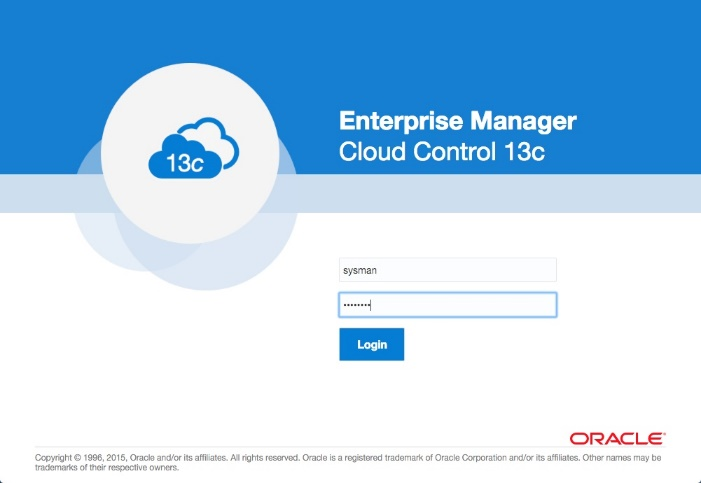 13c
Enterprise Manager
Cloud Control 13c
sysman
••••••••
Login
ORACLE®
Copyright © 1996, 2015, Oracle and/or its affiliates. All rights reserved. Oracle is a registered trademark of Oracle Corporation and/or its affiliates. Other names may be
trademarks of their respective owners.